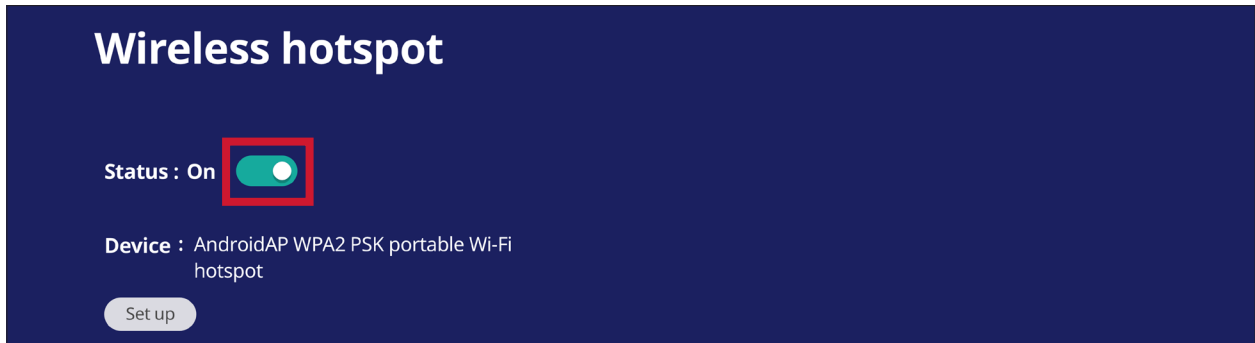 Wireless hotspot
Status : On
Device : AndroidAP WPA2 PSK portable Wi-Fi
hotspot
Set up